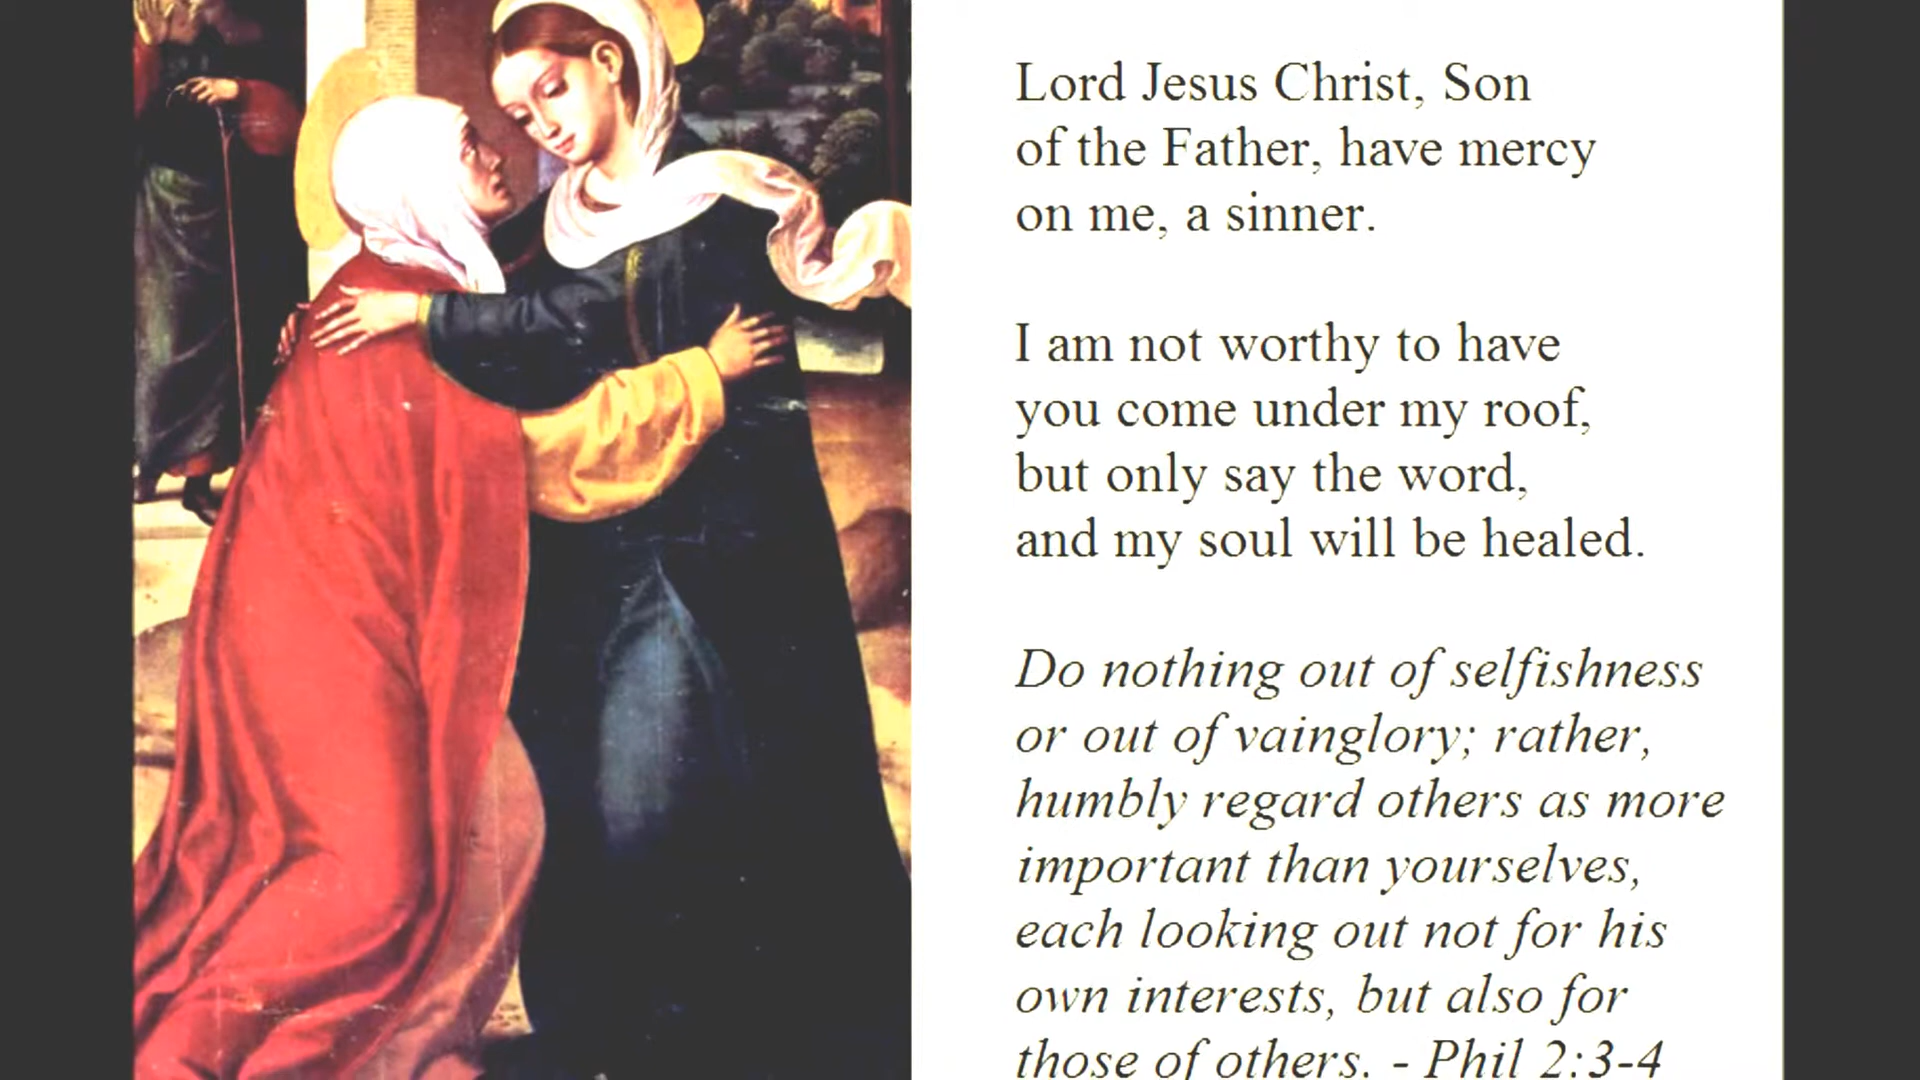 Lord Jesus Christ, Son
of the Father, have mercy
on me, a sinner.
I am not worthy to have
you come under my roof,
but only say the word,
and my soul will be healed.
Do nothing out of selfishness
or out of vainglory; rather,
humbly regard others as more
important than yourselves,
each looking out not for his
own interests, but also for
those of others. - Phil 2:3-4